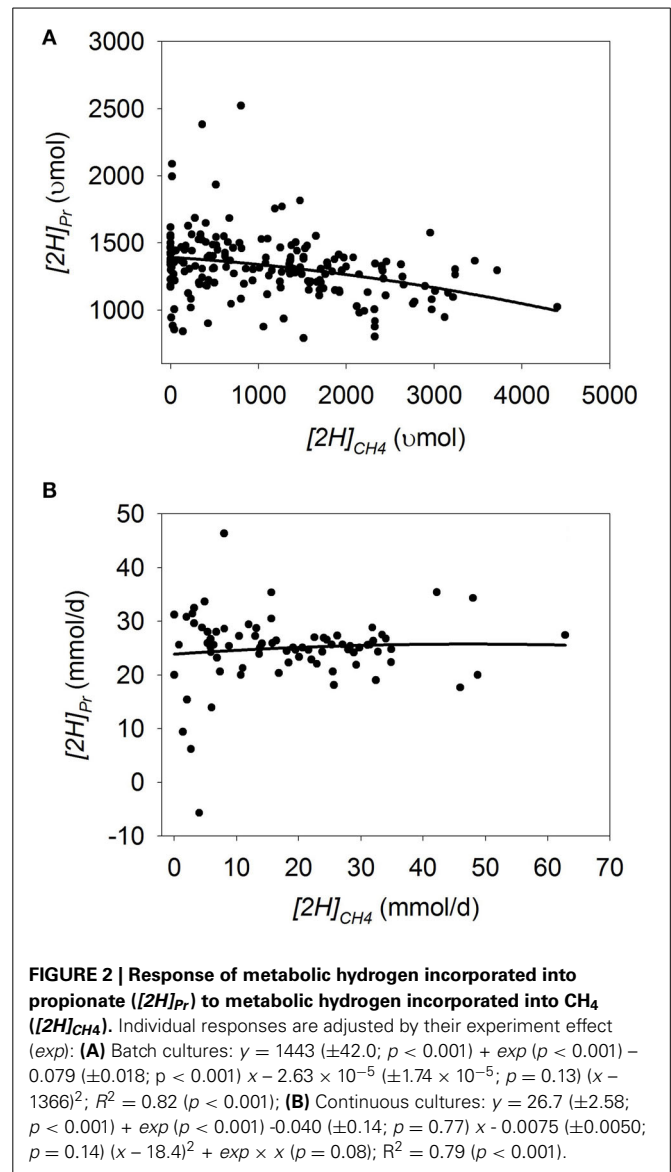 A
3000
2500
2000
1500
1000
[2H]Pr (υmol)
0 1000 2000 3000 4000 5000
[2H]CH4 (υmol)
B
50
40
30
20
10
0
-10
[2H]Pr (mmol/d)
0 10 20 30 40 50 60 70
[2H]CH4 (mmol/d)
FIGURE 2 | Response of metabolic hydrogen incorporated into
propionate ([2H]Pr) to metabolic hydrogen incorporated into CH4
([2H]CH4). Individual responses are adjusted by their experiment effect
(exp): (A) Batch cultures: y = 1443 (±42.0; p < 0.001) + exp (p < 0.001) –
0.079 (±0.018; p < 0.001) x – 2.63 × 10⁻⁵ (±1.74 × 10⁻⁵; p = 0.13) (x –
1366)²; R² = 0.82 (p < 0.001); (B) Continuous cultures: y = 26.7 (±2.58;
p < 0.001) + exp (p < 0.001) -0.040 (±0.14; p = 0.77) x - 0.0075 (±0.0050;
p = 0.14) (x – 18.4)² + exp × x (p = 0.08); R² = 0.79 (p < 0.001).